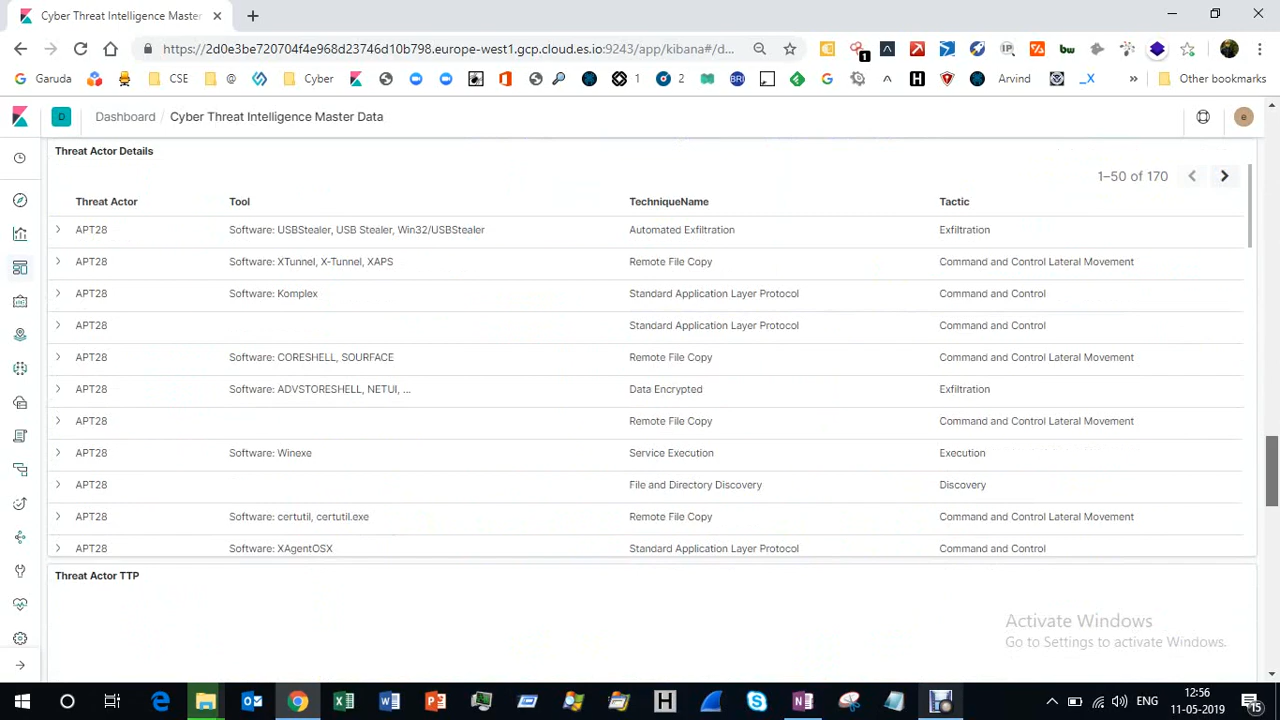 Cyber Threat Intelligence Master
https://2d0e3be720704f4e968d23746d10b798.europe-west1.gcp.cloud.es.io:9243/app/kibana#/d...
1
Garuda
CSE
@
Cyber
1
2
Arvind
_X
Other bookmarks
D
Dashboard / Cyber Threat Intelligence Master Data
e
Threat Actor Details
1–50 of 170
Threat Actor Tool TechniqueName Tactic
APT28 Software: USBStealer, USB Stealer, Win32/USBStealer Automated Exfiltration Exfiltration
APT28 Software: XTunnel, X-Tunnel, XAPS Remote File Copy Command and Control Lateral Movement
APT28 Software: Komplex Standard Application Layer Protocol Command and Control
APT28 Standard Application Layer Protocol Command and Control
APT28 Software: CORESHELL, SOURFACE Remote File Copy Command and Control Lateral Movement
APT28 Software: ADVSTORESHELL, NETUI, ... Data Encrypted Exfiltration
APT28 Remote File Copy Command and Control Lateral Movement
APT28 Software: Winexe Service Execution Execution
APT28 File and Directory Discovery Discovery
APT28 Software: certutil, certutil.exe Remote File Copy Command and Control Lateral Movement
APT28 Software: XAgentOSX Standard Application Layer Protocol Command and Control
Threat Actor TTP
Activate Windows
Go to Settings to activate Windows.
ENG
12:56
11-05-2019
15